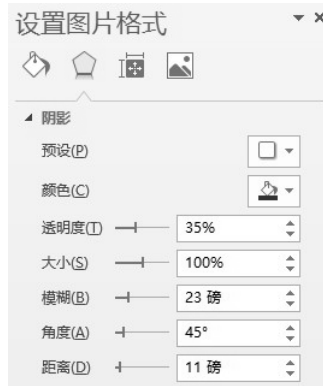 设置图片格式
阴影
预设(P)
颜色(C)
透明度(T) 35%
大小(S) 100%
模糊(B) 23 磅
角度(A) 45°
距离(D) 11 磅